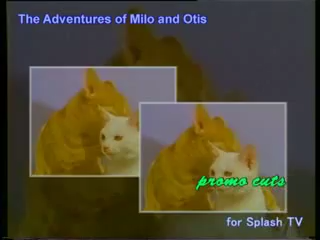 The Adventures of Milo and Otis
promo cuts
for Splash TV